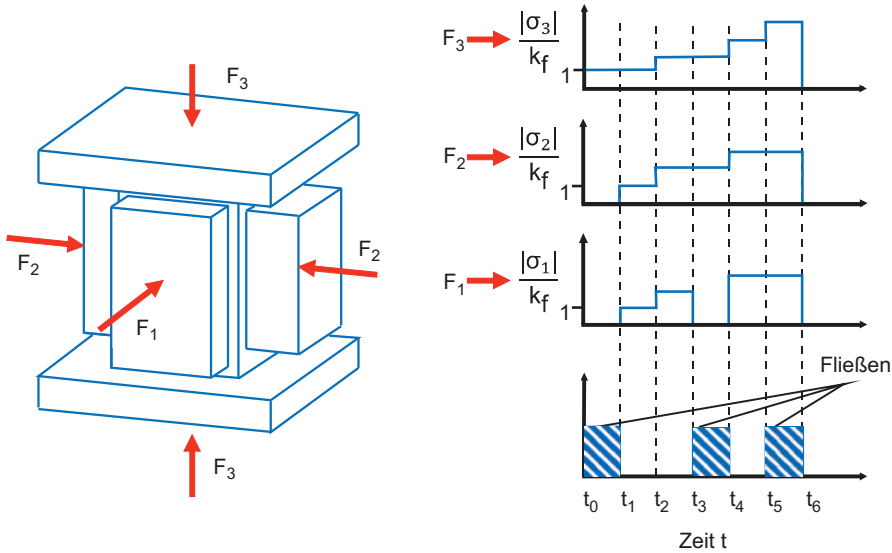 F3
F2
F2
F1
F3
F3 |σ3| kf 1
F2 |σ2| kf 1
F1 |σ1| kf 1
Fließen
t0 t1 t2 t3 t4 t5 t6
Zeit t